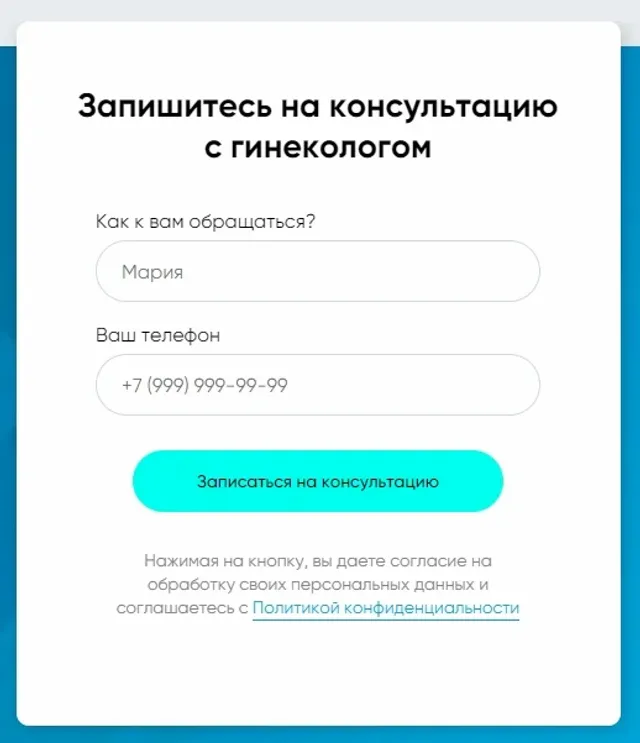 Запишитесь на консультацию
с гинекологом
Как к вам обращаться?
Мария
Ваш телефон
+7 (999) 999-99-99
Записаться на консультацию
Нажимая на кнопку, вы даете согласие на
обработку своих персональных данных и
соглашаетесь с Политикой конфиденциальности